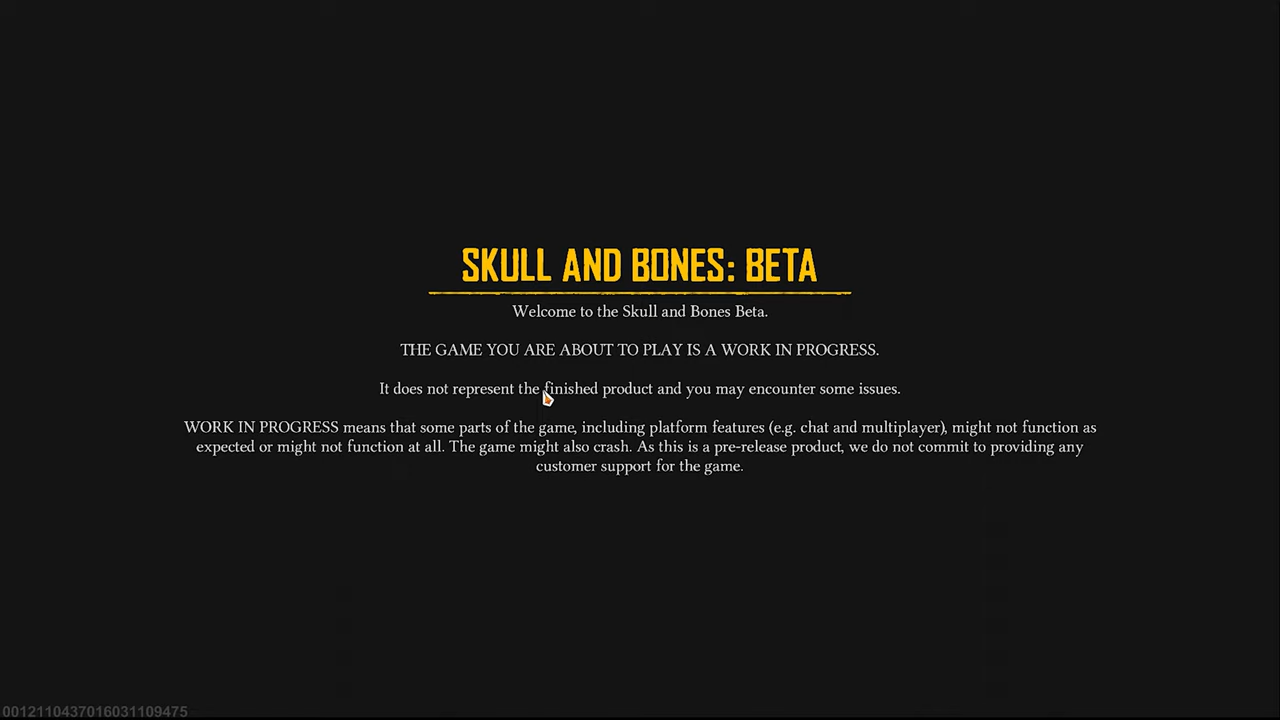 SKULL AND BONES: BETA
Welcome to the Skull and Bones Beta.
THE GAME YOU ARE ABOUT TO PLAY IS A WORK IN PROGRESS.
It does not represent the finished product and you may encounter some issues.
WORK IN PROGRESS means that some parts of the game, including platform features (e.g. chat and multiplayer), might not function as
expected or might not function at all. The game might also crash. As this is a pre-release product, we do not commit to providing any
customer support for the game.
0012110437016031109475